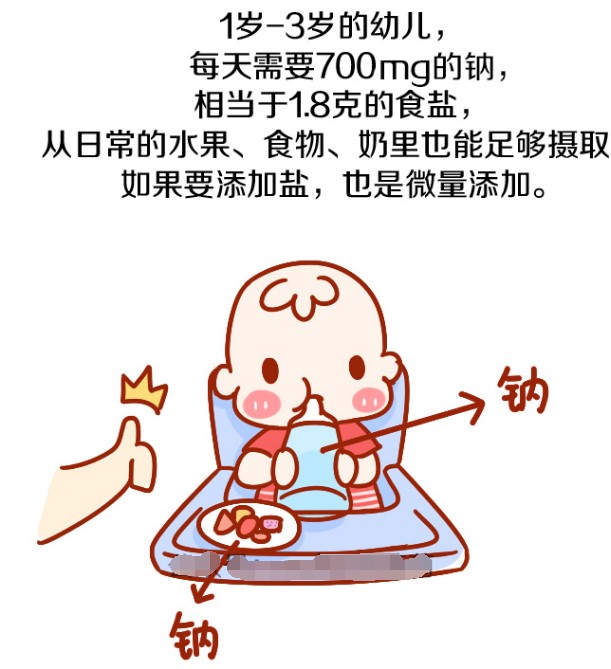 1岁-3岁的幼儿，
每天需要700mg的钠，
相当于1.8克的食盐，
从日常的水果、食物、奶里也能足够摄取
如果要添加盐，也是微量添加。
钠
钠